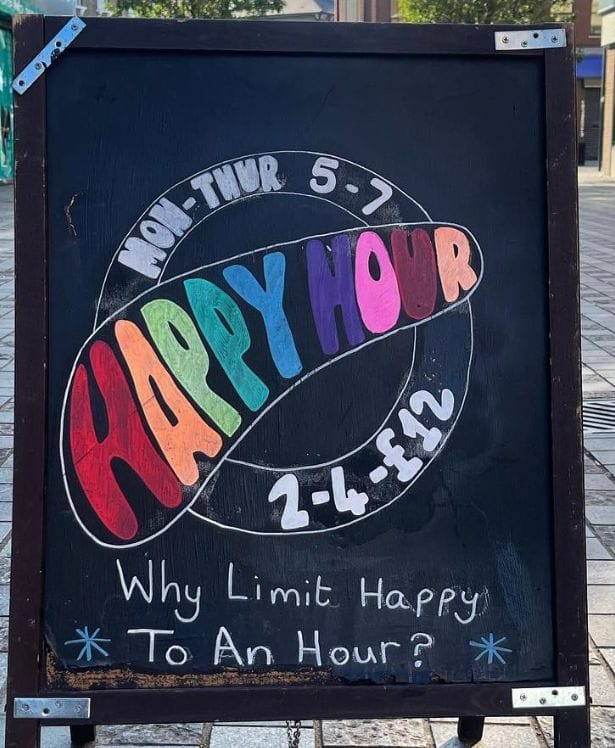 MON-THUR 5-7
HAPPY HOUR
2-4-£12
Why Limit Happy
To An Hour?